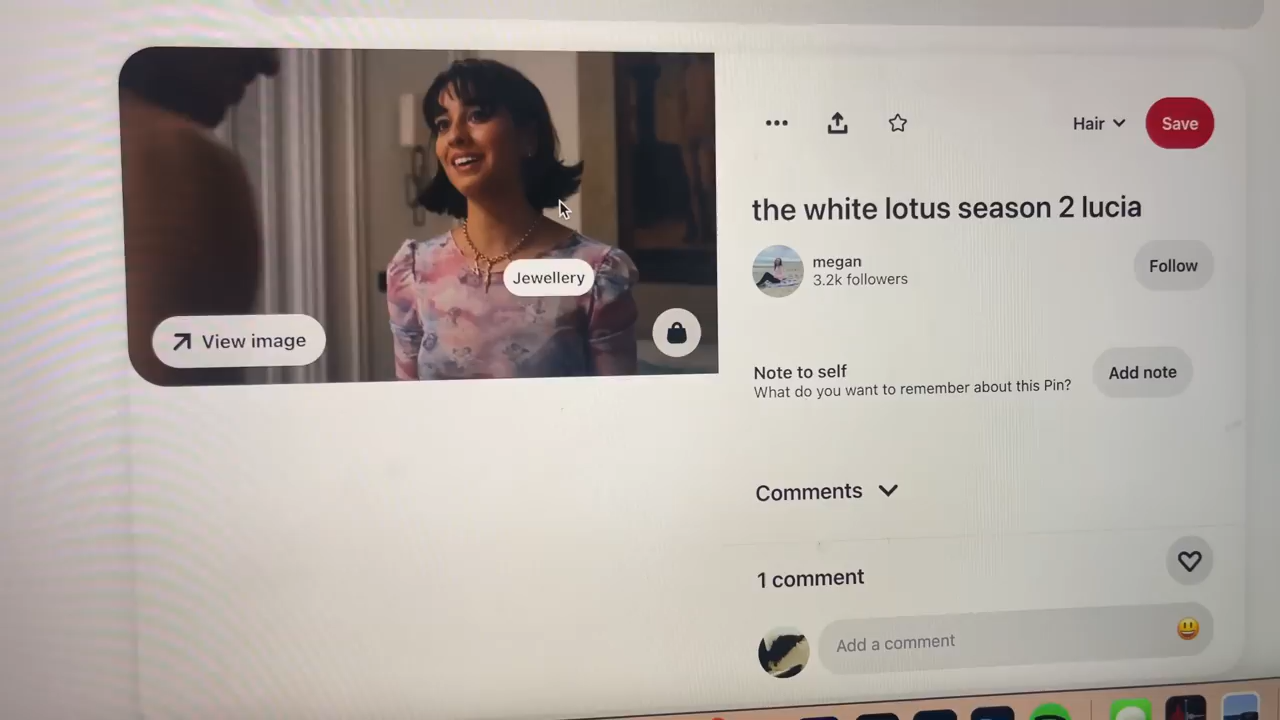 Jewellery
View image
Hair
Save
the white lotus season 2 lucia
megan
3.2k followers
Follow
Note to self
What do you want to remember about this Pin?
Add note
Comments
1 comment
Add a comment